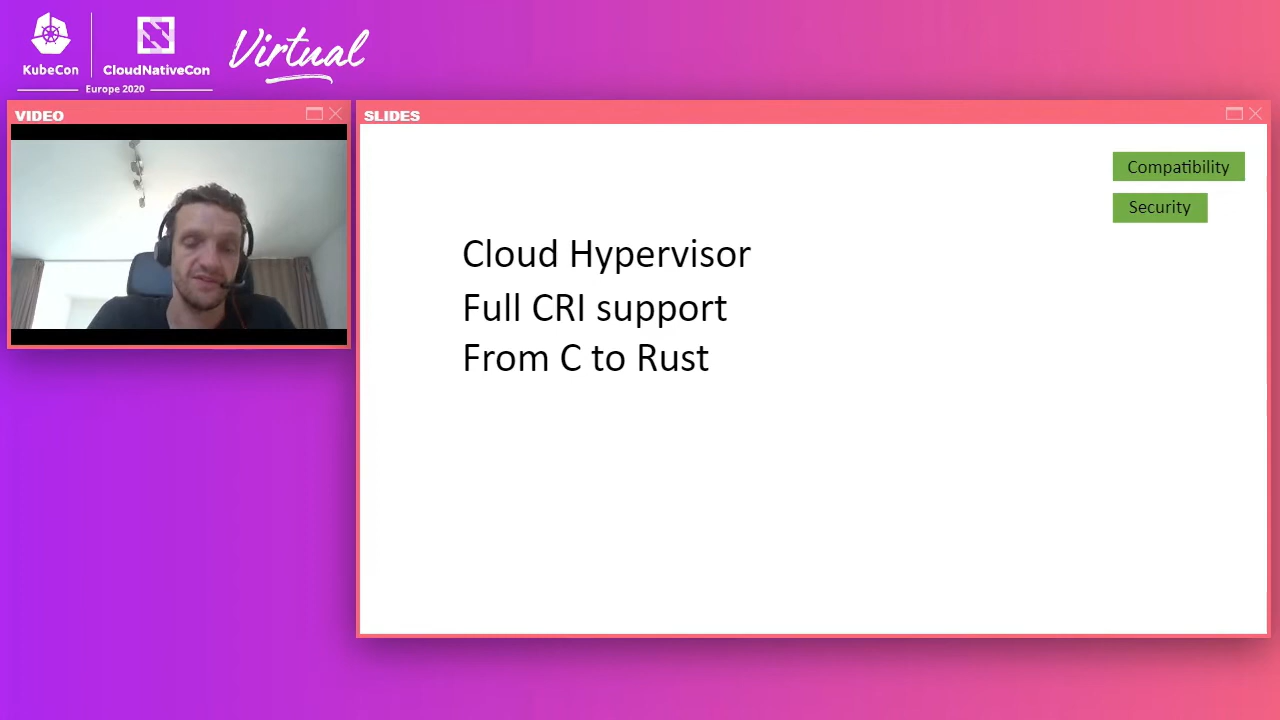 KubeCon
CloudNativeCon
Europe 2020
Virtual
VIDEO
SLIDES
Compatibility
Security
Cloud Hypervisor
Full CRI support
From C to Rust